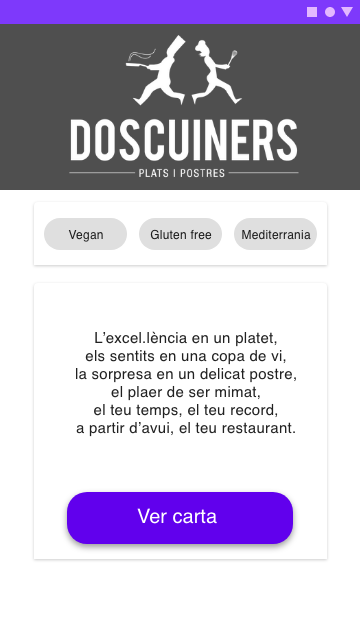 DOSCUINERS
PLATS I POSTRES
Vegan
Gluten free
Mediterrania
L'excel.lència en un platet,
els sentits en una copa de vi,
la sorpresa en un delicat postre,
el plaer de ser mimat,
el teu temps, el teu record,
a partir d'avui, el teu restaurant.
Ver carta